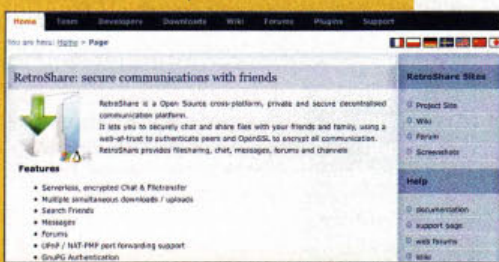 Home Team Developers Downloads Wiki Forums Plugins Support
You are here: Home » Page
RetroShare: secure communications with friends
RetroShare is a Open Source cross-platform, private and secure decentralised
communication platform.
It lets you to securely chat and share files with your friends and family, using a
web-of-trust to authenticate peers and OpenSSL to encrypt all communication.
RetroShare provides filesharing, chat, messages, forums and channels
Features
Serverless, encrypted Chat & Filetransfer
Multiple simultaneous downloads / uploads
Search Friends
Messages
Forums
UPnP / NAT-PMP port forwarding support
GnuPG Authentication
RetroShare Sites
Project Site
Wiki
Forum
Screenshots
Help
documentation
support page
web forums
Wiki